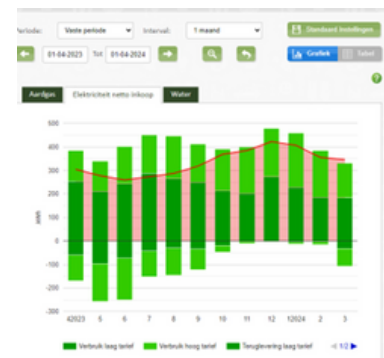 Periode: Vaste periode Interval: 1 maand Standaard Instellingen
01-04-2023 Tot 01-04-2024 Grafiek Tabel
Aardgas Elektriciteit netto inkoop Water
500
400
300
200
100
0
-100
-200
-300
kWh
42023 5 6 7 8 9 10 11 12 12024 2 3
Verbruik laag tarief Verbruik hoog tarief Teruglevering laag tarief 1/2